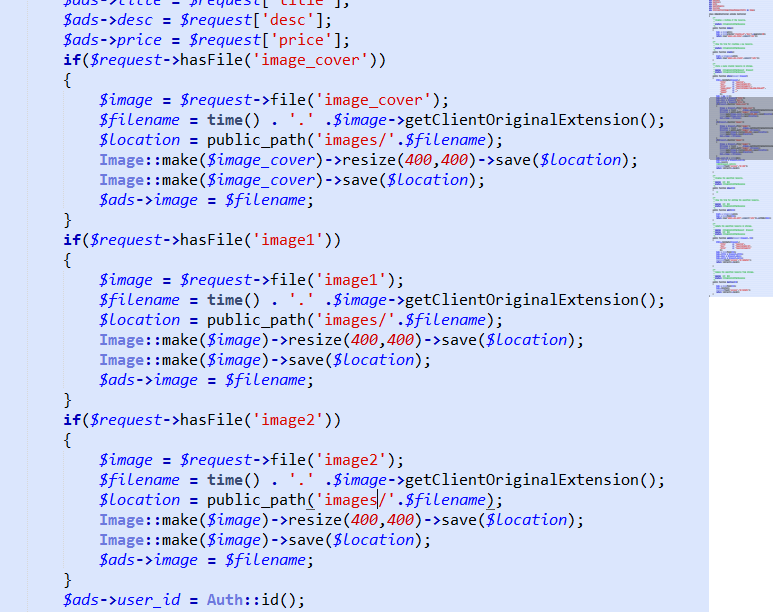 $ads->title = $request['title'];
$ads->desc = $request['desc'];
$ads->price = $request['price'];
if($request->hasFile('image_cover'))
{
$image = $request->file('image_cover');
$filename = time() . '.' .$image->getClientOriginalExtension();
$location = public_path('images/'.$filename);
Image::make($image_cover)->resize(400,400)->save($location);
Image::make($image_cover)->save($location);
$ads->image = $filename;
}
if($request->hasFile('image1'))
{
$image = $request->file('image1');
$filename = time() . '.' .$image->getClientOriginalExtension();
$location = public_path('images/'.$filename);
Image::make($image)->resize(400,400)->save($location);
Image::make($image)->save($location);
$ads->image = $filename;
}
if($request->hasFile('image2'))
{
$image = $request->file('image2');
$filename = time() . '.' .$image->getClientOriginalExtension();
$location = public_path('images/'.$filename);
Image::make($image)->resize(400,400)->save($location);
Image::make($image)->save($location);
$ads->image = $filename;
}
$ads->user_id = Auth::id();